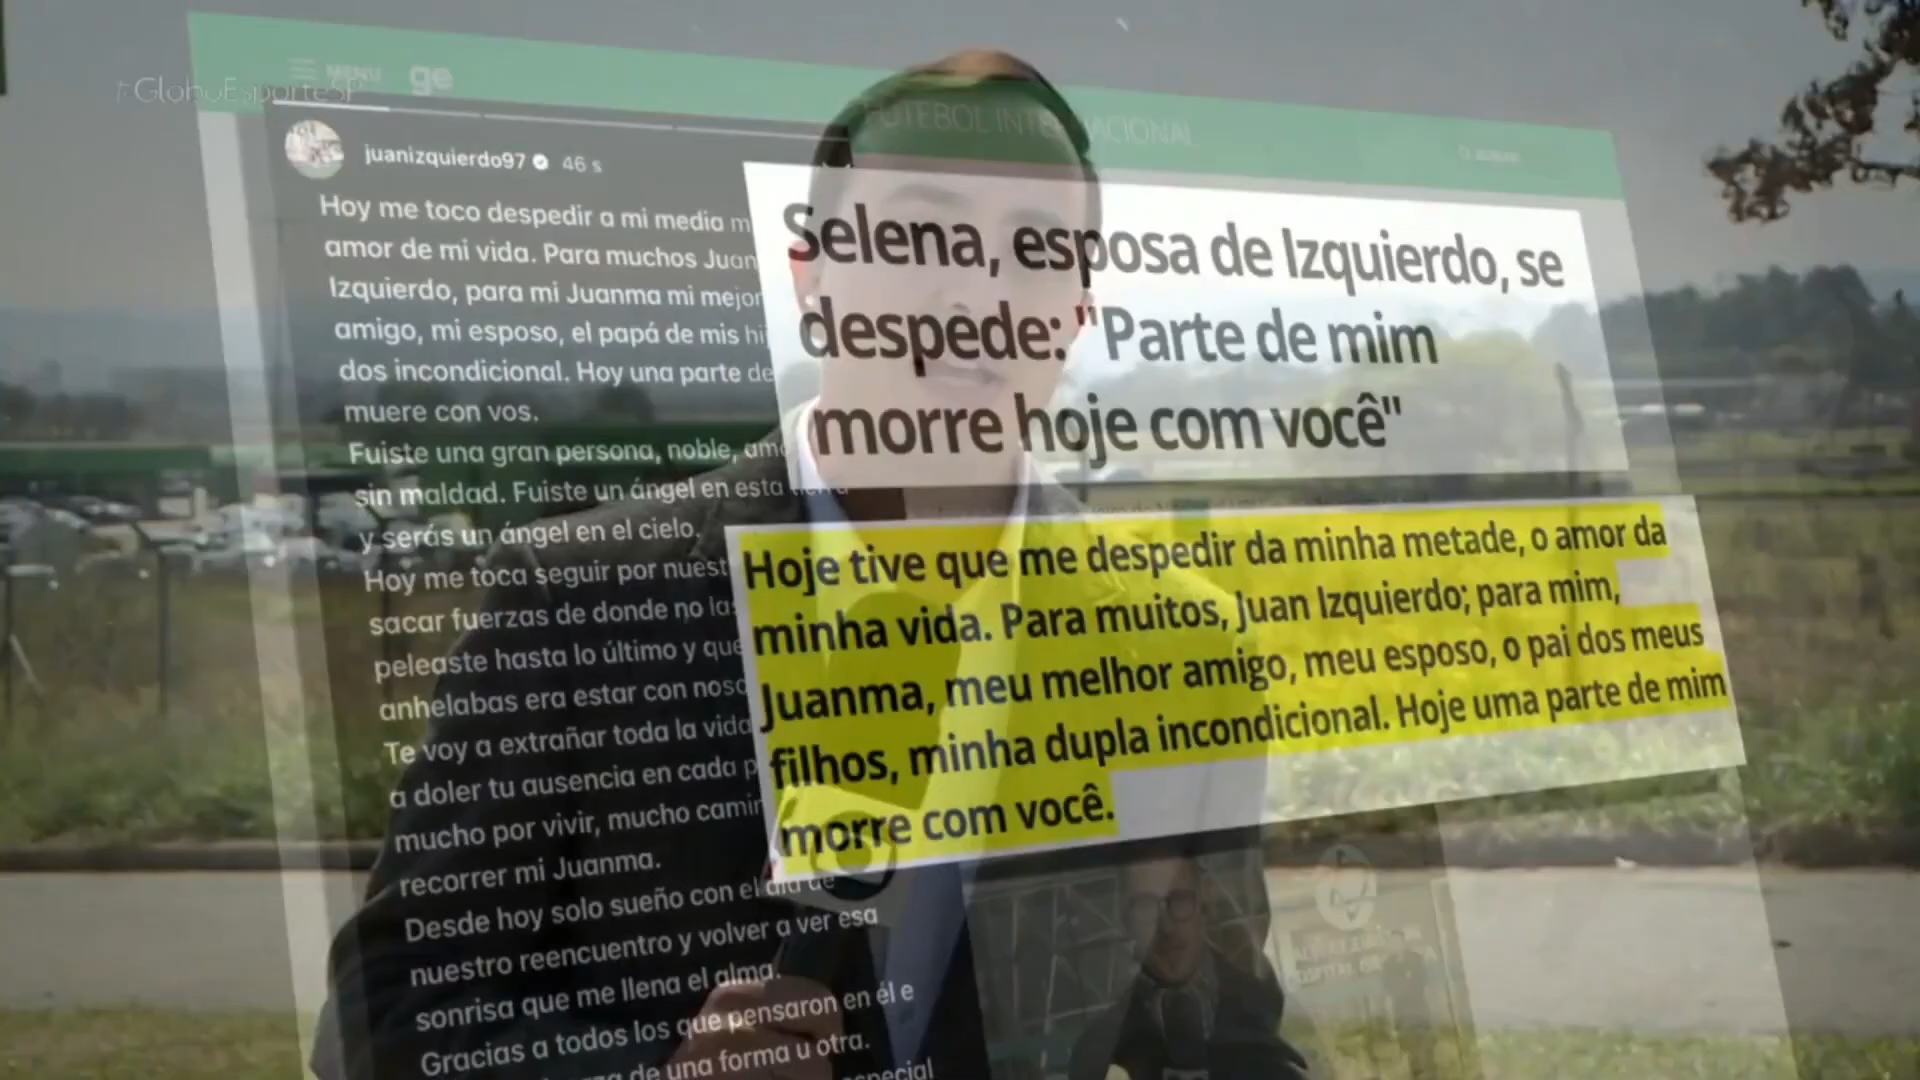 #GloboEsporteSP
MENU
ge
FUTEBOL INTERNACIONAL
juanizquierdo97 46 s
Hoy me toco despedir a mi media
amor de mi vida. Para muchos Juan
Izquierdo, para mi Juanma mi mejor
amigo, mi esposo, el papá de mis
dos incondicional. Hoy una parte de
muere con vos.
Fuiste una gran persona, noble,
sin maldad. Fuiste un ángel en esta tierra
y serás un ángel en el cielo.
Hoy me toca seguir por
sacar fuerzas de donde no
peleaste hasta lo último y que
anhelabas era estar con
Te voy a extrañar toda la vida
a doler tu ausencia en cada
mucho por vivir, mucho
recorrer mi Juanma.
Desde hoy solo sueño con el día de
nuestro reencuentro y volver a ver esa
sonrisa que me llena el alma.
Gracias a todos los que pensaron en él e
de una forma u otra.
Selena, esposa de Izquierdo, se
despede: "Parte de mim
morre hoje com você"
Hoje tive que me despedir da minha metade, o amor da
minha vida. Para muitos, Juan Izquierdo; para mim,
Juanma, meu melhor amigo, meu esposo, o pai dos meus
filhos, minha dupla incondicional. Hoje uma parte de mim
morre com você.